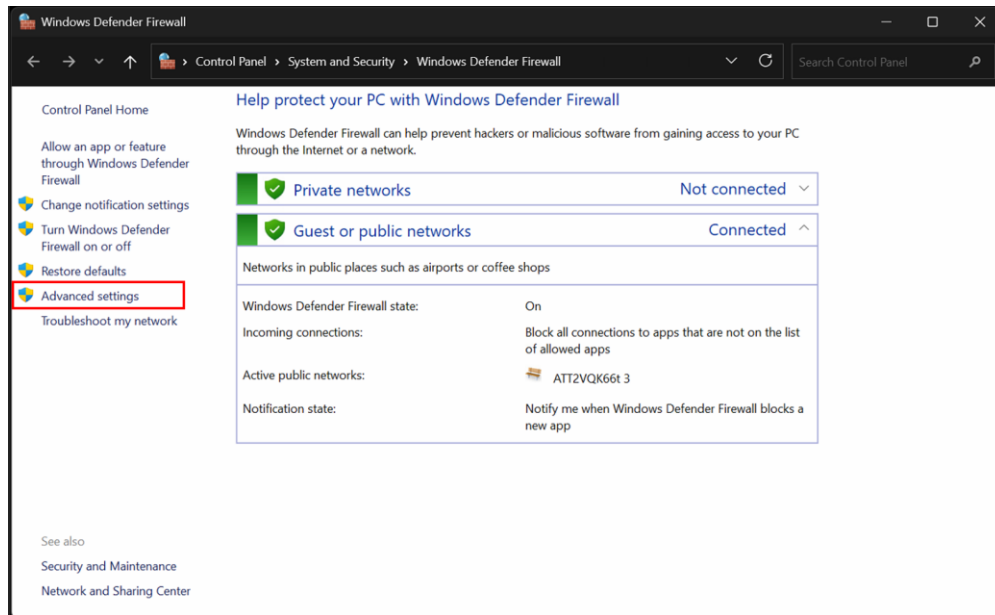 Windows Defender Firewall
Control Panel › System and Security › Windows Defender Firewall
Search Control Panel
Control Panel Home
Allow an app or feature
through Windows Defender
Firewall
Change notification settings
Turn Windows Defender
Firewall on or off
Restore defaults
Advanced settings
Troubleshoot my network
Help protect your PC with Windows Defender Firewall
Windows Defender Firewall can help prevent hackers or malicious software from gaining access to your PC
through the Internet or a network.
Private networks Not connected
Guest or public networks Connected
Networks in public places such as airports or coffee shops
Windows Defender Firewall state: On
Incoming connections: Block all connections to apps that are not on the list
of allowed apps
Active public networks: ATT2VQK66t 3
Notification state: Notify me when Windows Defender Firewall blocks a
new app
See also
Security and Maintenance
Network and Sharing Center